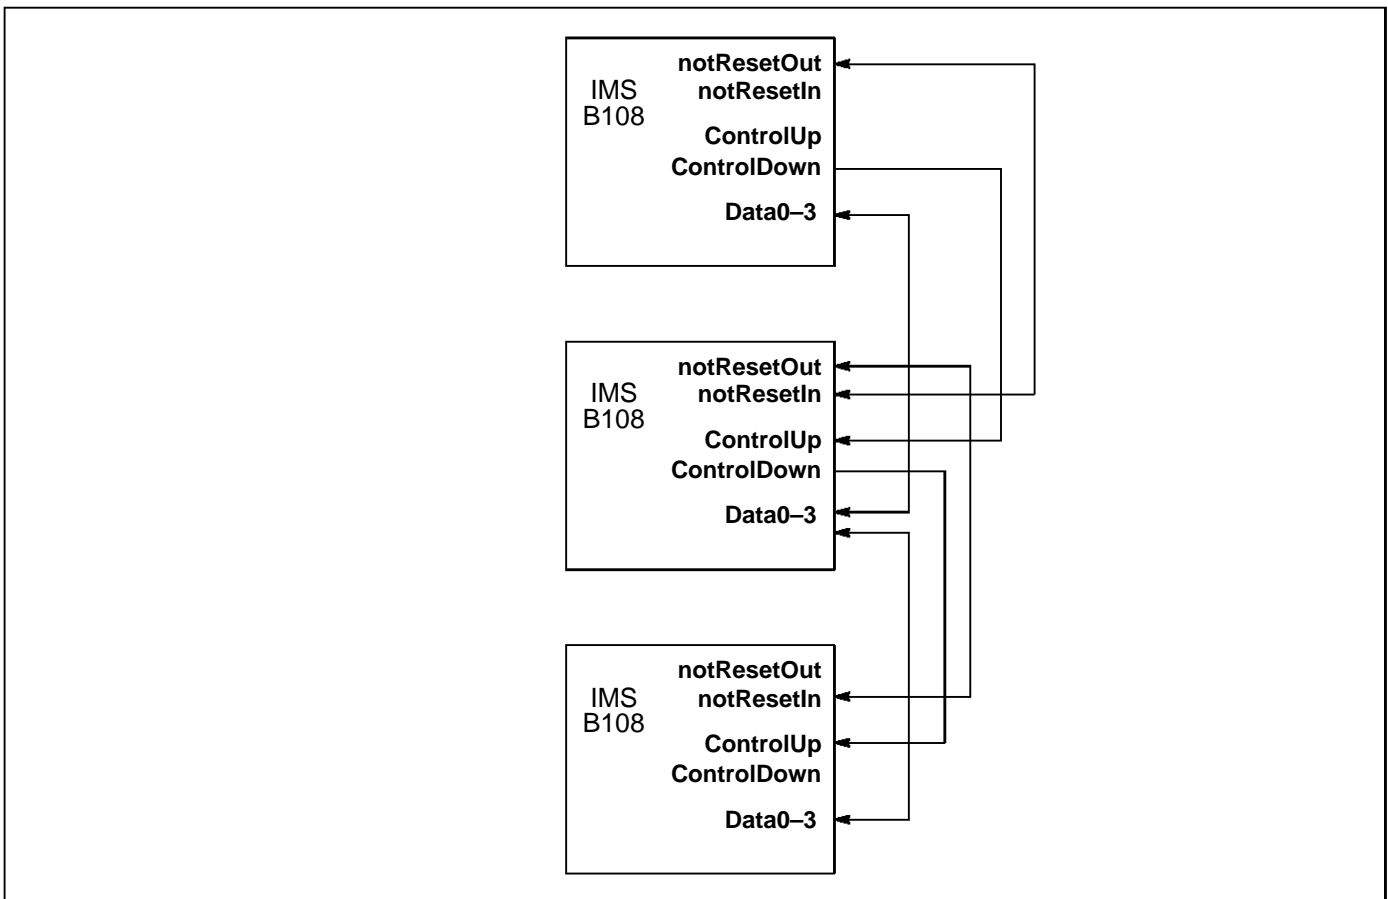 notResetOut
IMS
B108
notResetIn
ControlUp
ControlDown
Data0–3
notResetOut
IMS
B108
notResetIn
ControlUp
ControlDown
Data0–3
notResetOut
IMS
B108
notResetIn
ControlUp
ControlDown
Data0–3